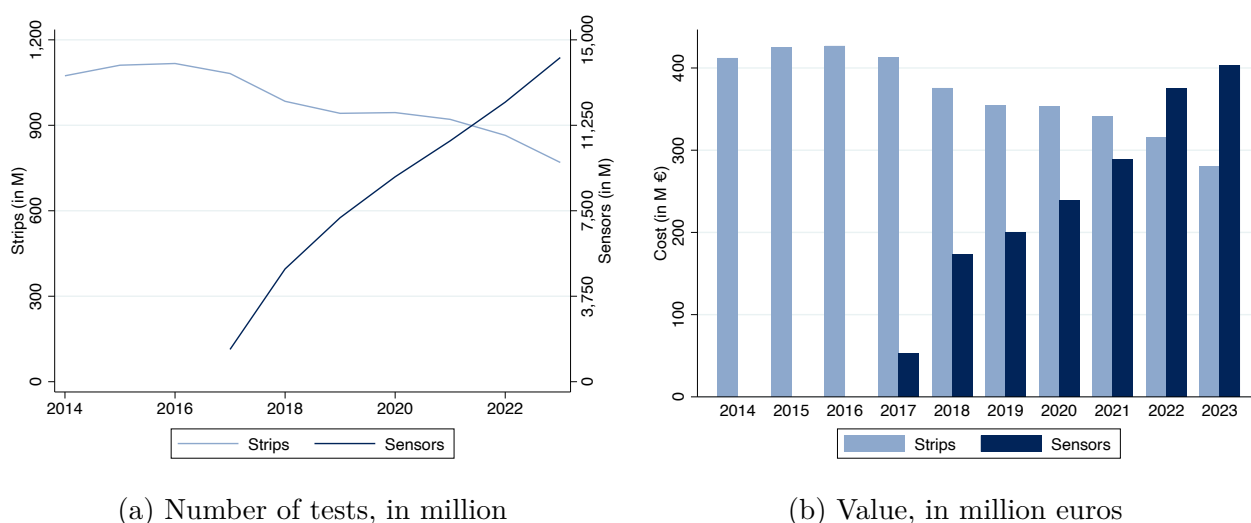 Strips (in M)
1,200
900
600
300
0
Sensors (in M)
15,000
11,250
7,500
3,750
0
2014 2016 2018 2020 2022
Strips Sensors
(a) Number of tests, in million
Cost (in M €)
400
300
200
100
0
2014 2015 2016 2017 2018 2019 2020 2021 2022 2023
Strips Sensors
(b) Value, in million euros